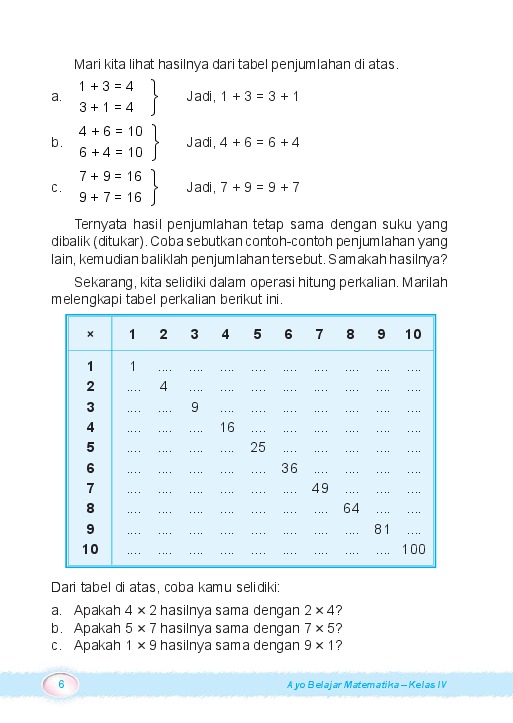 Mari kita lihat hasilnya dari tabel penjumlahan di atas.
a. 1 + 3 = 4
3 + 1 = 4 } Jadi, 1 + 3 = 3 + 1
b. 4 + 6 = 10
6 + 4 = 10 } Jadi, 4 + 6 = 6 + 4
c. 7 + 9 = 16
9 + 7 = 16 } Jadi, 7 + 9 = 9 + 7
Ternyata hasil penjumlahan tetap sama dengan suku yang
dibalik (ditukar). Coba sebutkan contoh-contoh penjumlahan yang
lain, kemudian baliklah penjumlahan tersebut. Samakah hasilnya?
Sekarang, kita selidiki dalam operasi hitung perkalian. Marilah
melengkapi tabel perkalian berikut ini.
× 1 2 3 4 5 6 7 8 9 10
1 1 .... .... .... .... .... .... .... .... ....
2 .... 4 .... .... .... .... .... .... .... ....
3 .... .... 9 .... .... .... .... .... .... ....
4 .... .... .... 16 .... .... .... .... .... ....
5 .... .... .... .... 25 .... .... .... .... ....
6 .... .... .... .... .... 36 .... .... .... ....
7 .... .... .... .... .... .... 49 .... .... ....
8 .... .... .... .... .... .... .... 64 .... ....
9 .... .... .... .... .... .... .... .... 81 ....
10 .... .... .... .... .... .... .... .... .... 100
Dari tabel di atas, coba kamu selidiki:
a. Apakah 4 × 2 hasilnya sama dengan 2 × 4?
b. Apakah 5 × 7 hasilnya sama dengan 7 × 5?
c. Apakah 1 × 9 hasilnya sama dengan 9 × 1?
6 Ayo Belajar Matematika – Kelas IV